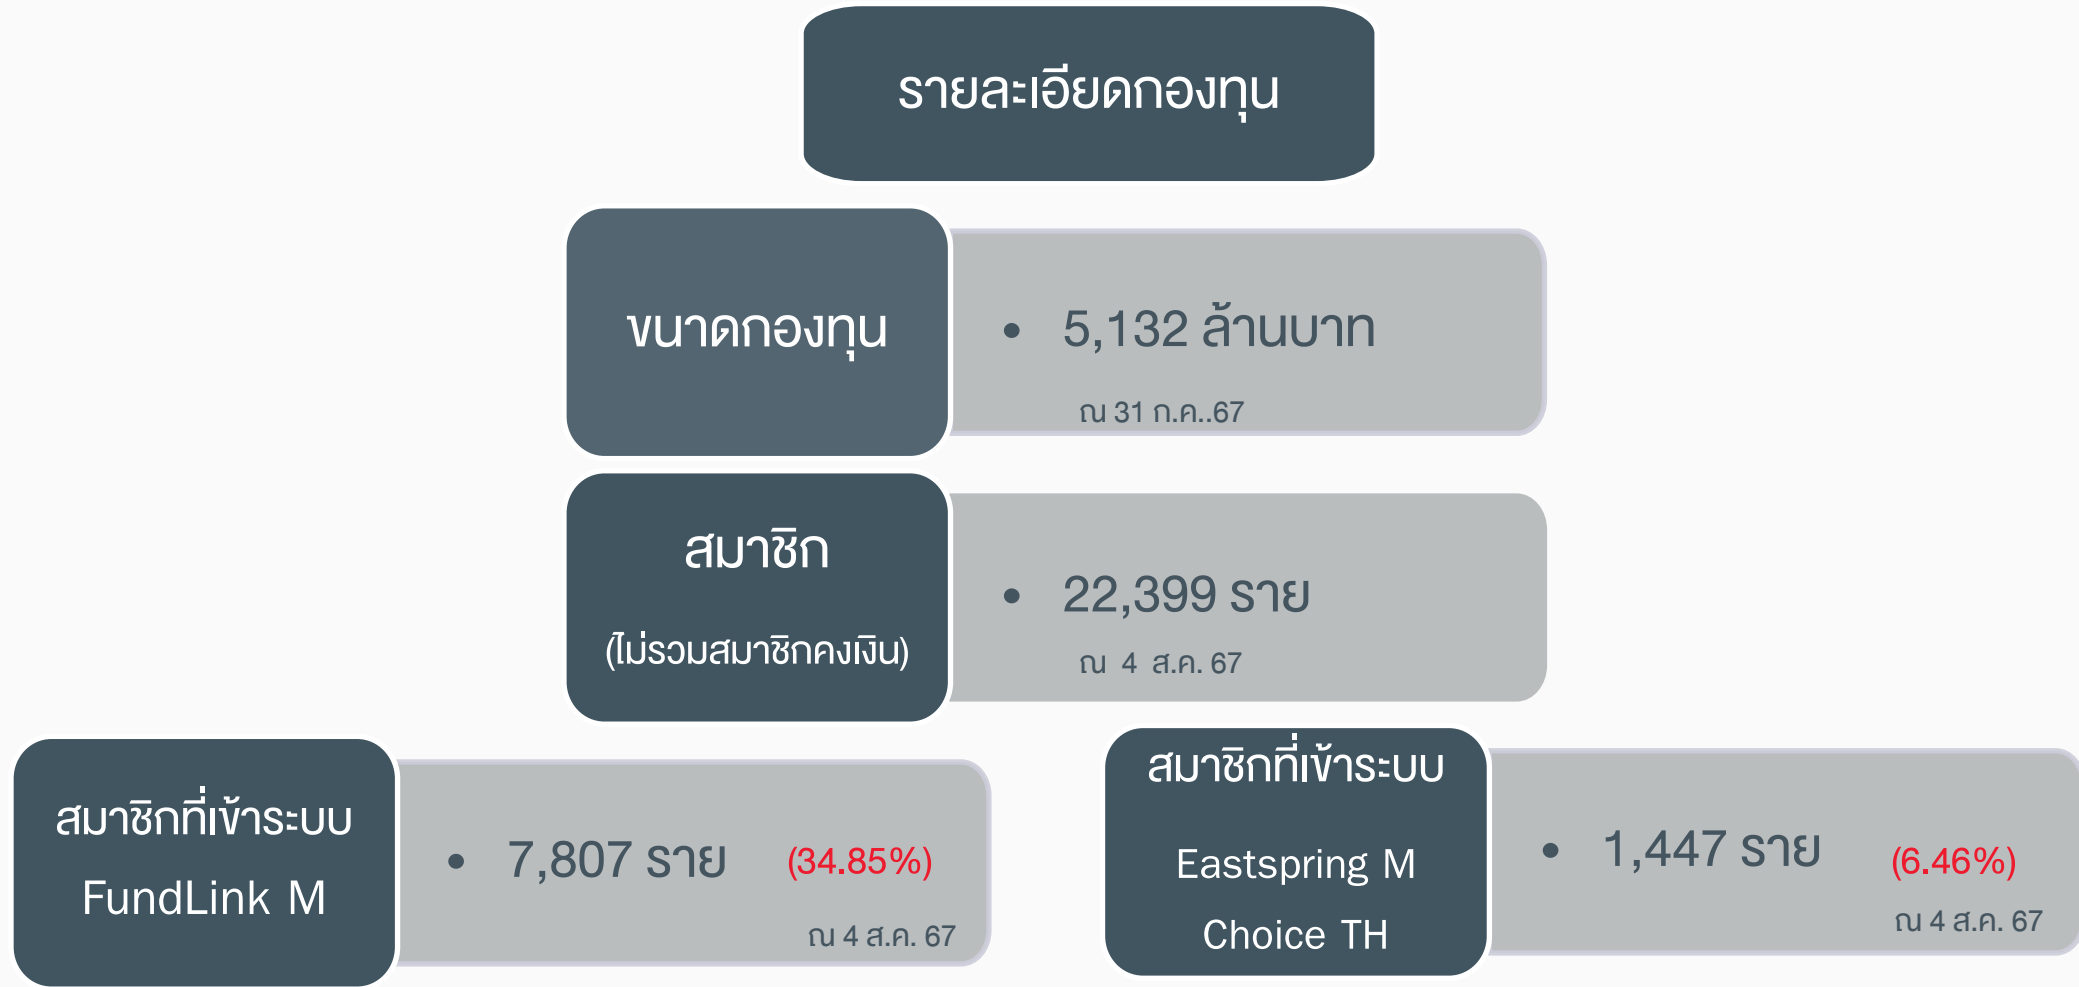 รายละเอียดกองทุน
ขนาดกองทุน
• 5,132 ล้านบาท
ณ 31 ก.ค..67
สมาชิก
(ไม่รวมสมาชิกคงเงิน)
• 22,399 ราย
ณ 4 ส.ค. 67
สมาชิกที่เข้าระบบ
FundLink M
• 7,807 ราย (34.85%)
ณ 4 ส.ค. 67
สมาชิกที่เข้าระบบ
Eastspring M
Choice TH
• 1,447 ราย (6.46%)
ณ 4 ส.ค. 67